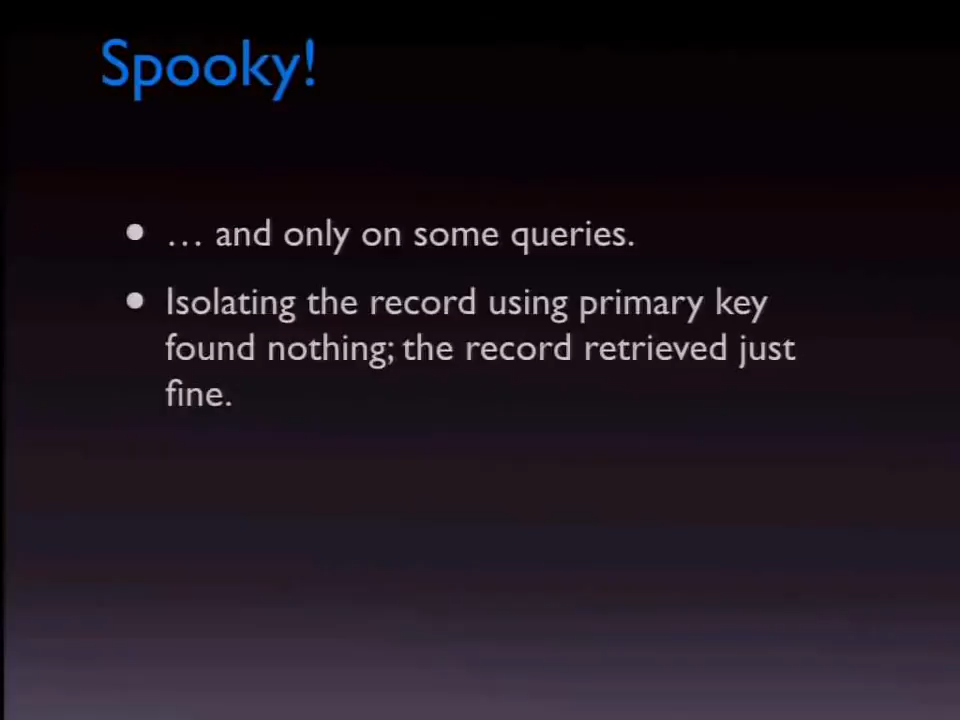 Spooky!
• … and only on some queries.
• Isolating the record using primary key
found nothing; the record retrieved just
fine.